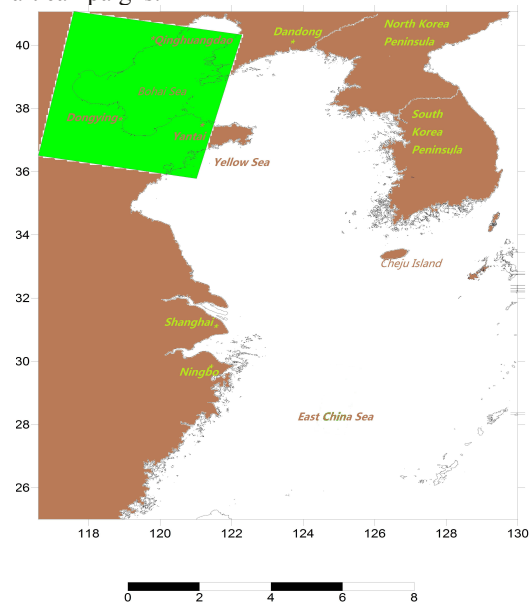 40
38
36
34
32
30
28
26
Qinghuangdao
Dandong
North Korea
Peninsula
Bohai Sea
Dongying
Yantai
South
Korea
Peninsula
Yellow Sea
Cheju Island
Shanghai
Ningbo
East China Sea
118 120 122 124 126 128 130
0 2 4 6 8